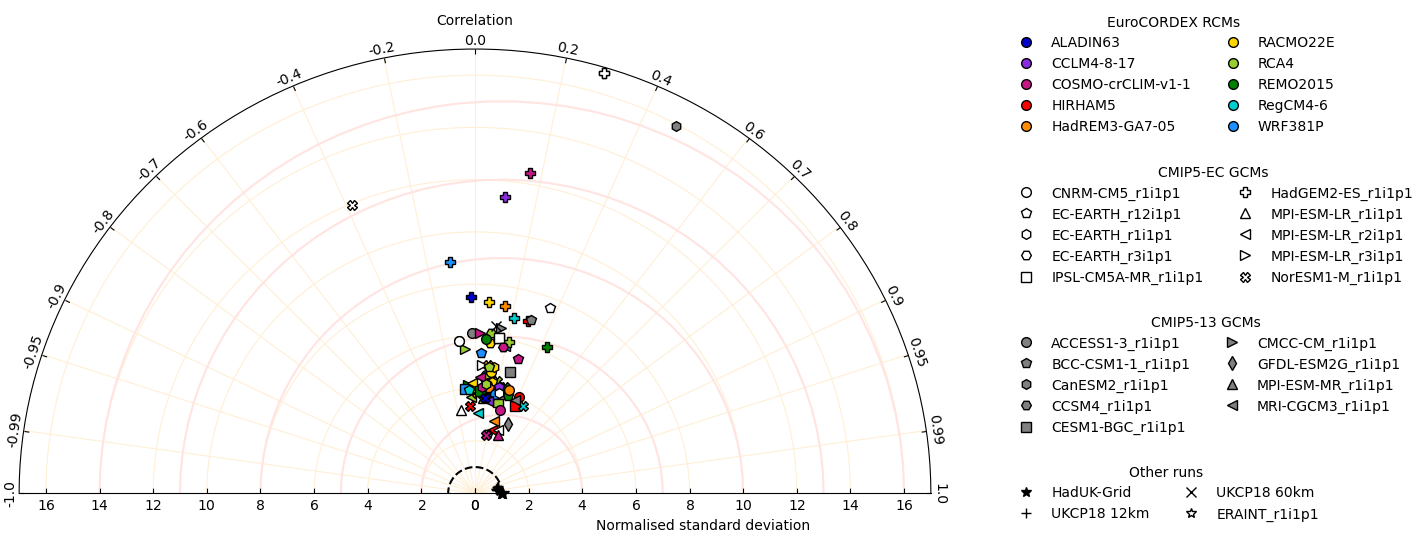 Correlation
-1.0
-0.99
-0.95
-0.9
-0.8
-0.7
-0.6
-0.4
-0.2
0.0
0.2
0.4
0.6
0.7
0.8
0.9
0.95
0.99
1.0
16 14 12 10 8 6 4 2 0 0 2 4 6 8 10 12 14 16
Normalised standard deviation
EuroCORDEX RCMs
ALADIN63 RACMO22E
CCLM4-8-17 RCA4
COSMO-crCLIM-v1-1 REMO2015
HIRHAM5 RegCM4-6
HadREM3-GA7-05 WRF381P
CMIP5-EC GCMs
CNRM-CM5_r1i1p1 HadGEM2-ES_r1i1p1
EC-EARTH_r12i1p1 MPI-ESM-LR_r1i1p1
EC-EARTH_r1i1p1 MPI-ESM-LR_r2i1p1
EC-EARTH_r3i1p1 MPI-ESM-LR_r3i1p1
IPSL-CM5A-MR_r1i1p1 NorESM1-M_r1i1p1
CMIP5-13 GCMs
ACCESS1-3_r1i1p1 CMCC-CM_r1i1p1
BCC-CSM1-1_r1i1p1 GFDL-ESM2G_r1i1p1
CanESM2_r1i1p1 MPI-ESM-MR_r1i1p1
CCSM4_r1i1p1 MRI-CGCM3_r1i1p1
CESM1-BGC_r1i1p1
Other runs
HadUK-Grid UKCP18 60km
UKCP18 12km ERAINT_r1i1p1